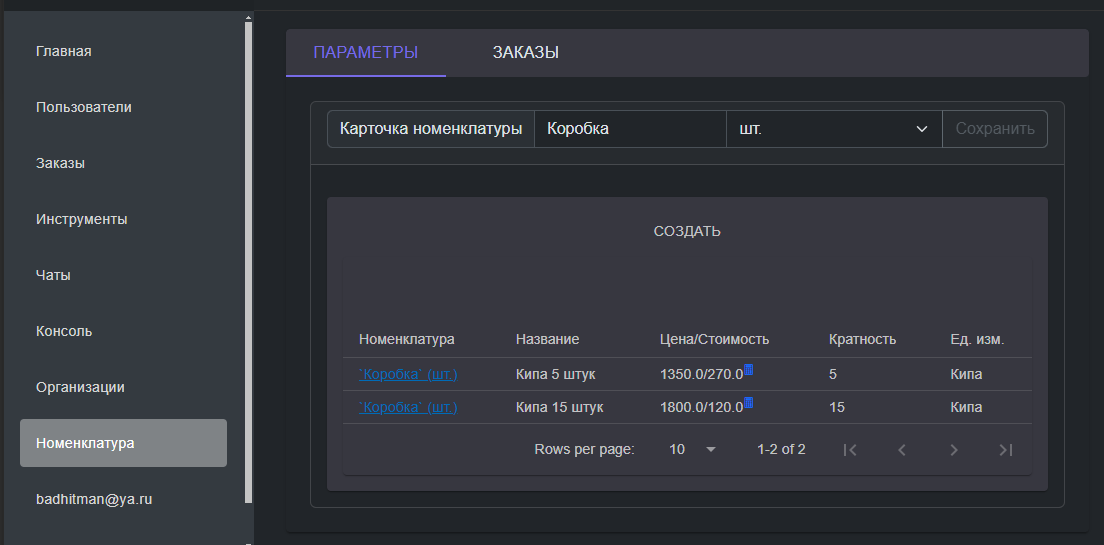 Главная
Пользователи
Заказы
Инструменты
Чаты
Консоль
Организации
Номенклатура
badhitman@ya.ru
ПАРАМЕТРЫ ЗАКАЗЫ
Карточка номенклатуры Коробка шт. Сохранить
СОЗДАТЬ
Номенклатура Название Цена/Стоимость Кратность Ед. изм.
`Коробка` (шт.) Кипа 5 штук 1350.0/270.0 5 Кипа
`Коробка` (шт.) Кипа 15 штук 1800.0/120.0 15 Кипа
Rows per page: 10 1-2 of 2